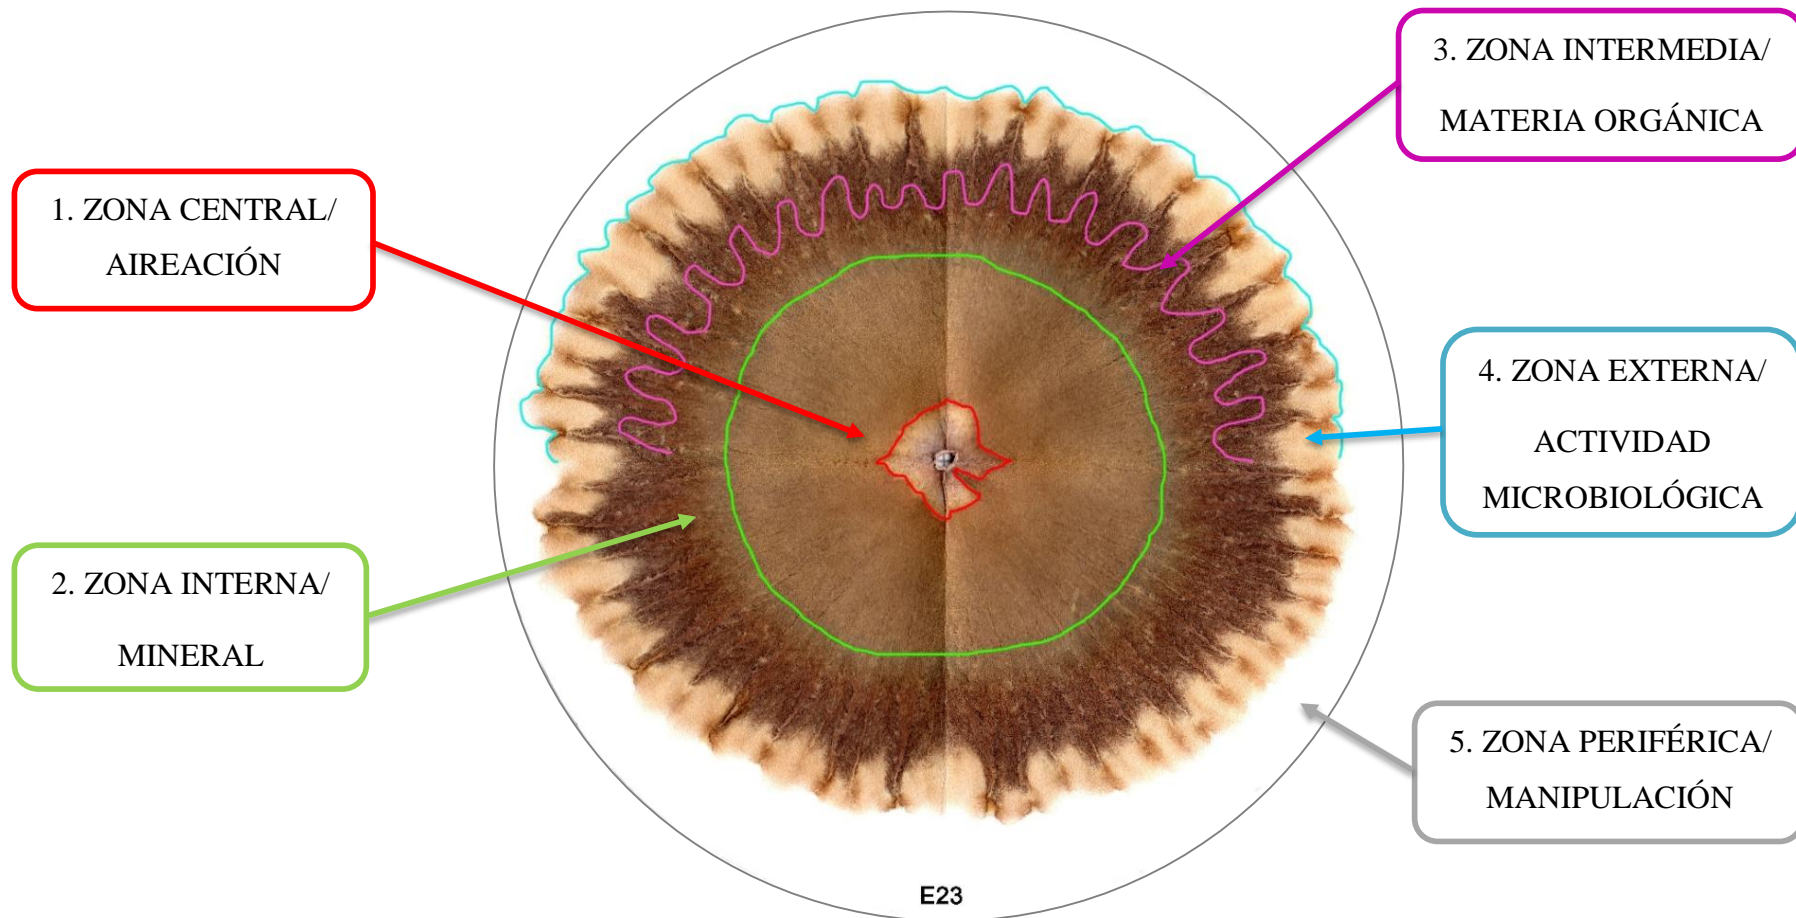 1. ZONA CENTRAL/
AIREACIÓN
2. ZONA INTERNA/
MINERAL
3. ZONA INTERMEDIA/
MATERIA ORGÁNICA
4. ZONA EXTERNA/
ACTIVIDAD
MICROBIOLÓGICA
5. ZONA PERIFÉRICA/
MANIPULACIÓN
E23